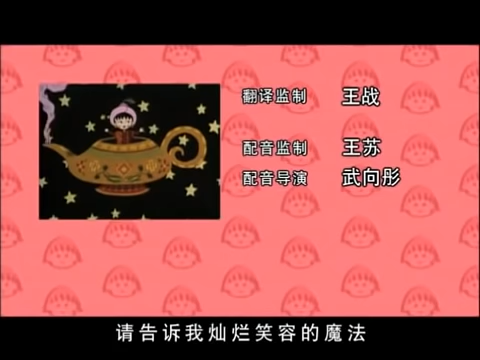 翻译监制 王战
配音监制 王苏
配音导演 武向彤
请告诉我灿烂笑容的魔法